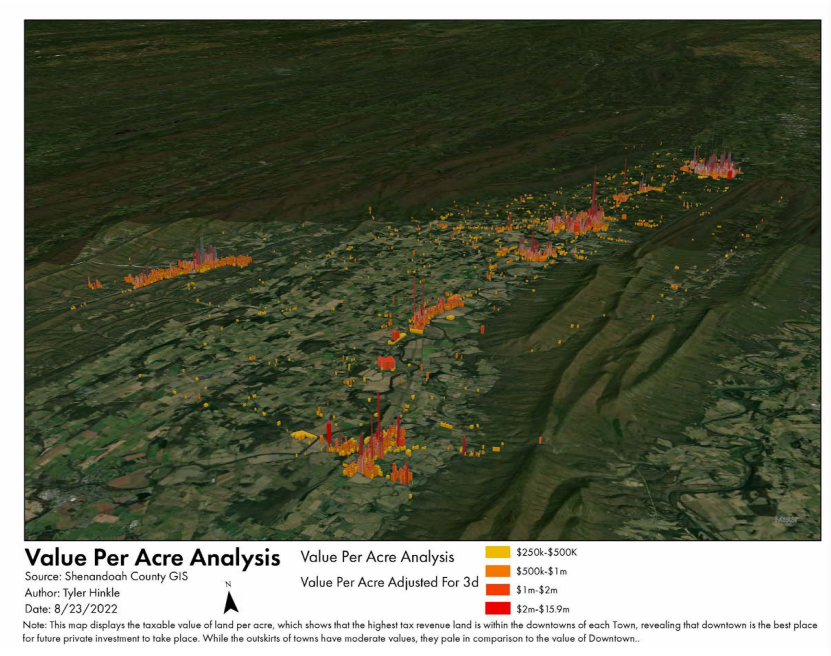 Value Per Acre Analysis
Source: Shenandoah County GIS
Author: Tyler Hinkle
Date: 8/23/2022
N
Value Per Acre Analysis
Value Per Acre Adjusted For 3d
$250k-$500K
$500k-$1m
$1m-$2m
$2m-$15.9m
Note: This map displays the taxable value of land per acre, which shows that the highest tax revenue land is within the downtowns of each Town, revealing that downtown is the best place
for future private investment to take place. While the outskirts of towns have moderate values, they pale in comparison to the value of Downtown..